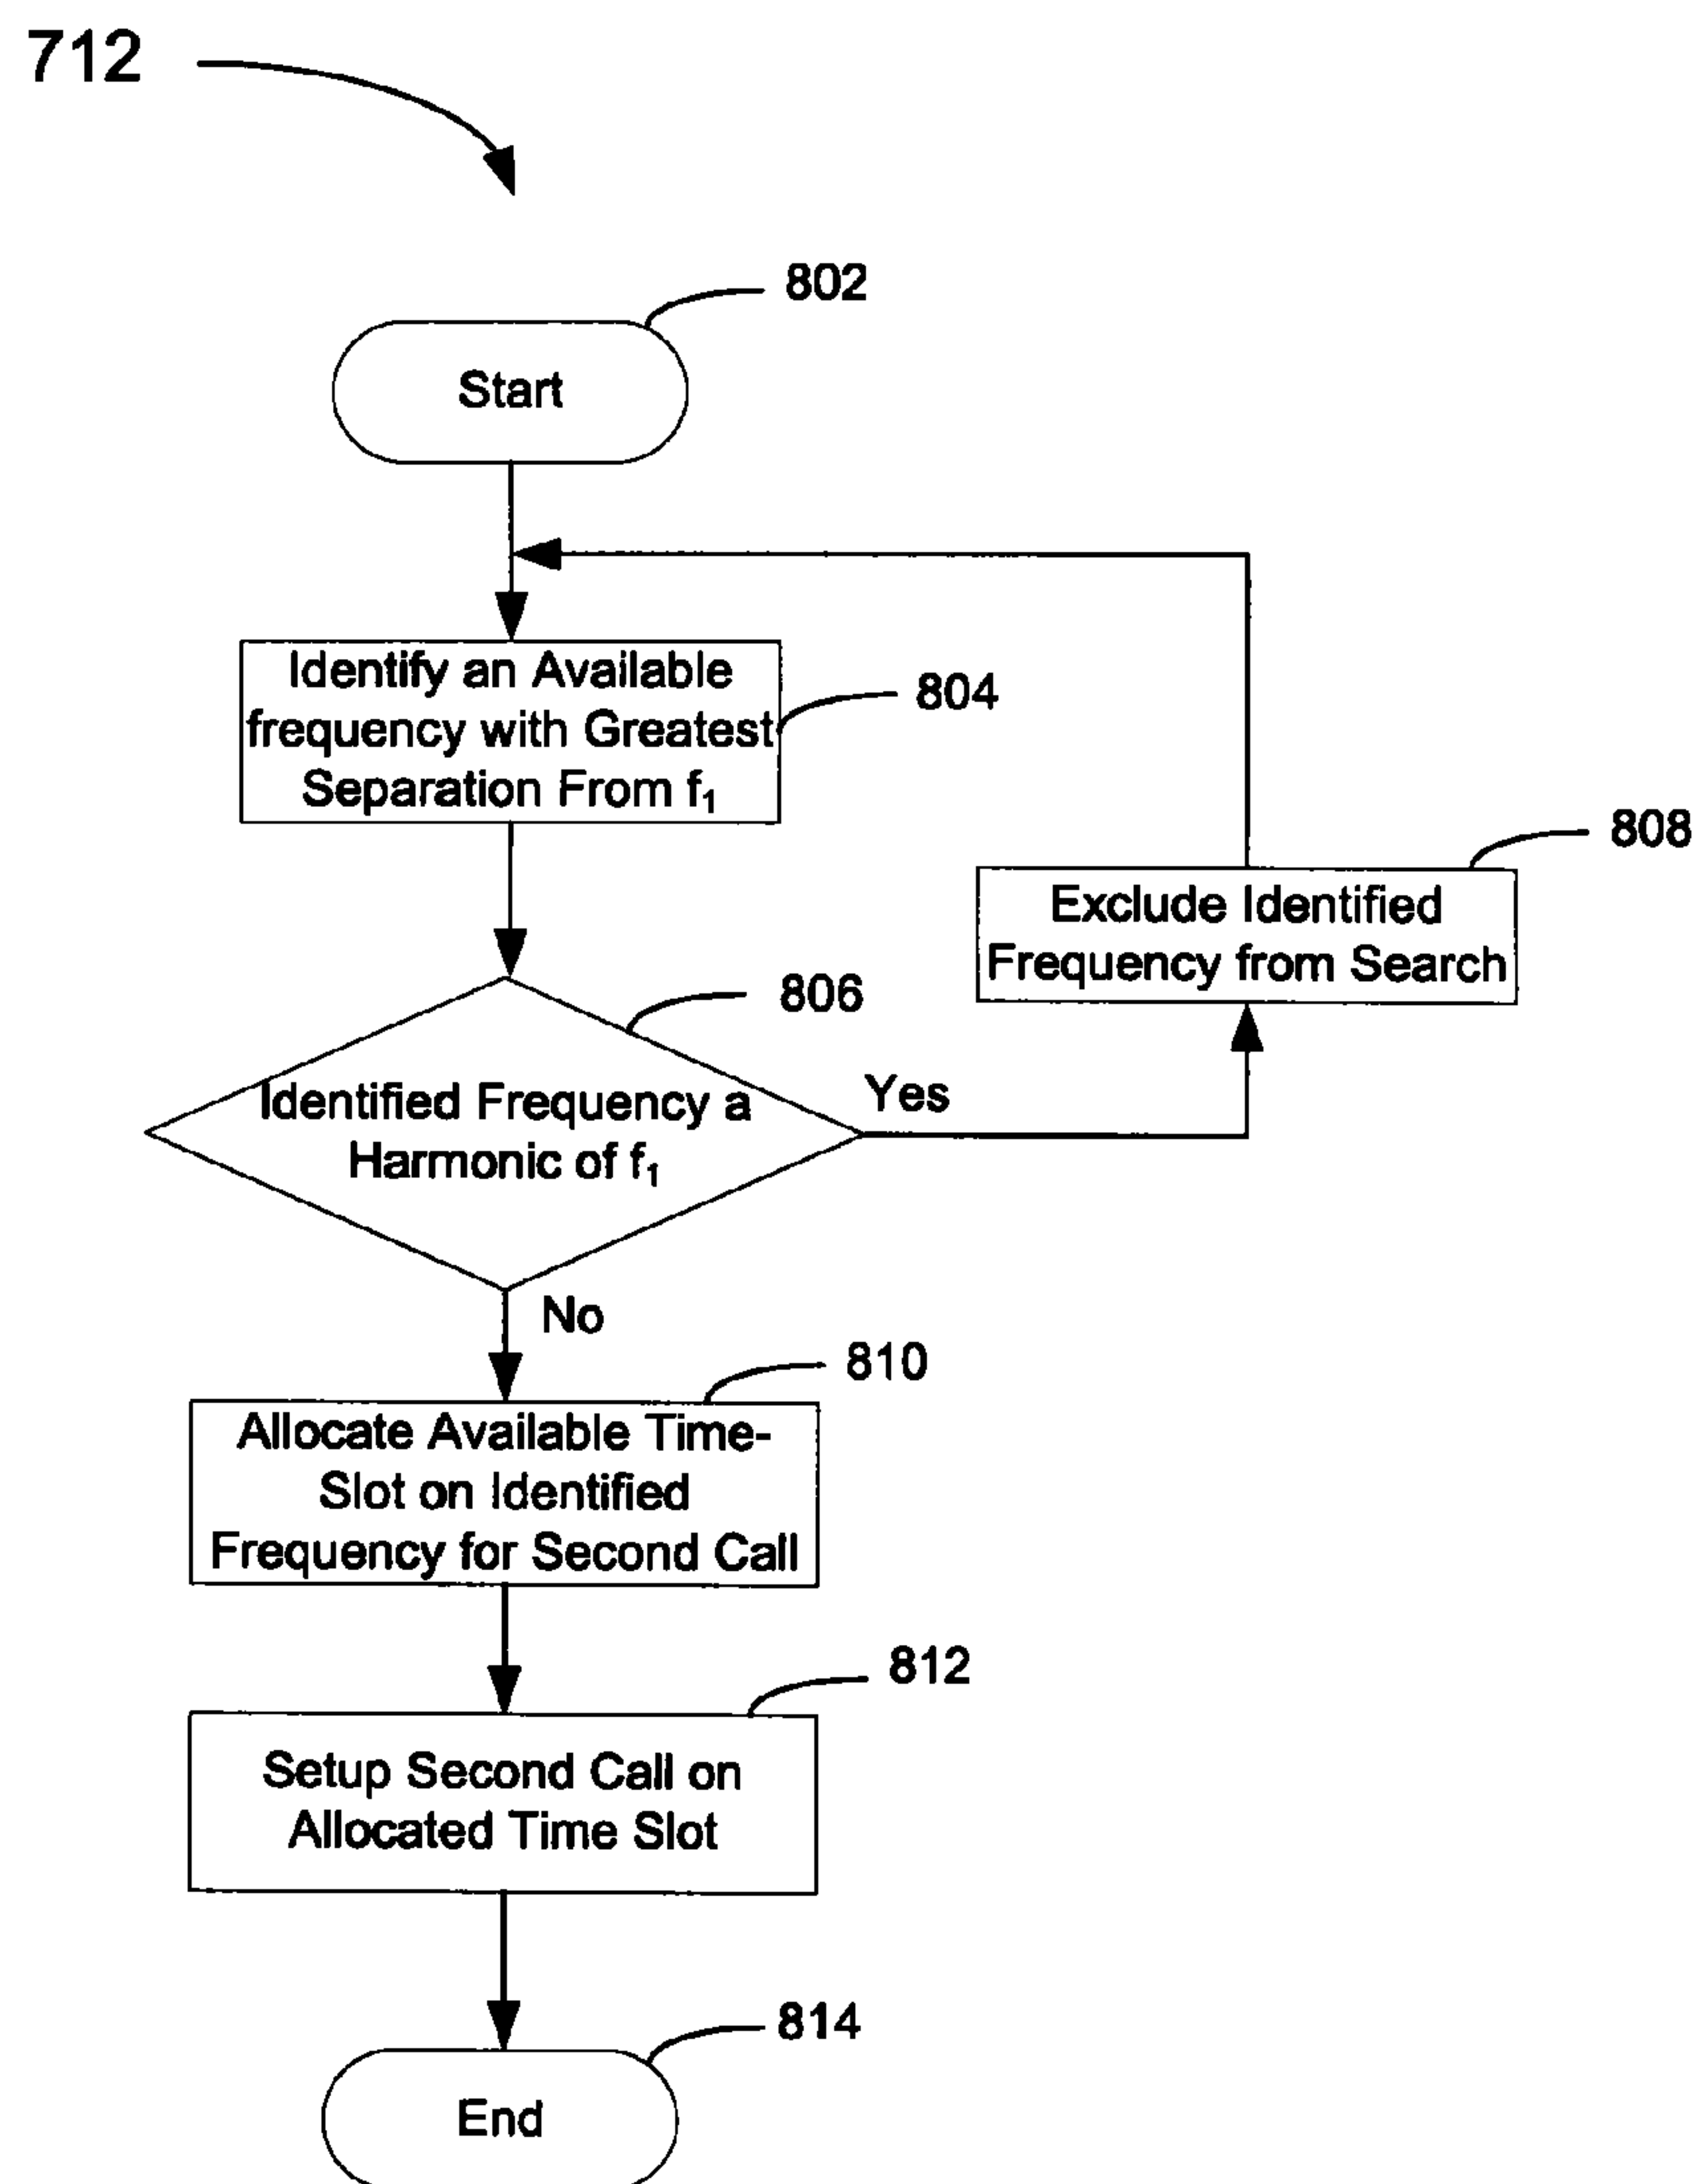 712
802
Start
Identify an Available
frequency with Greatest
Separation From f₁
804
808
Exclude Identified
Frequency from Search
806
Identified Frequency a
Harmonic of f₁
Yes
No
810
Allocate Available Time-
Slot on Identified
Frequency for Second Call
812
Setup Second Call on
Allocated Time Slot
814
End